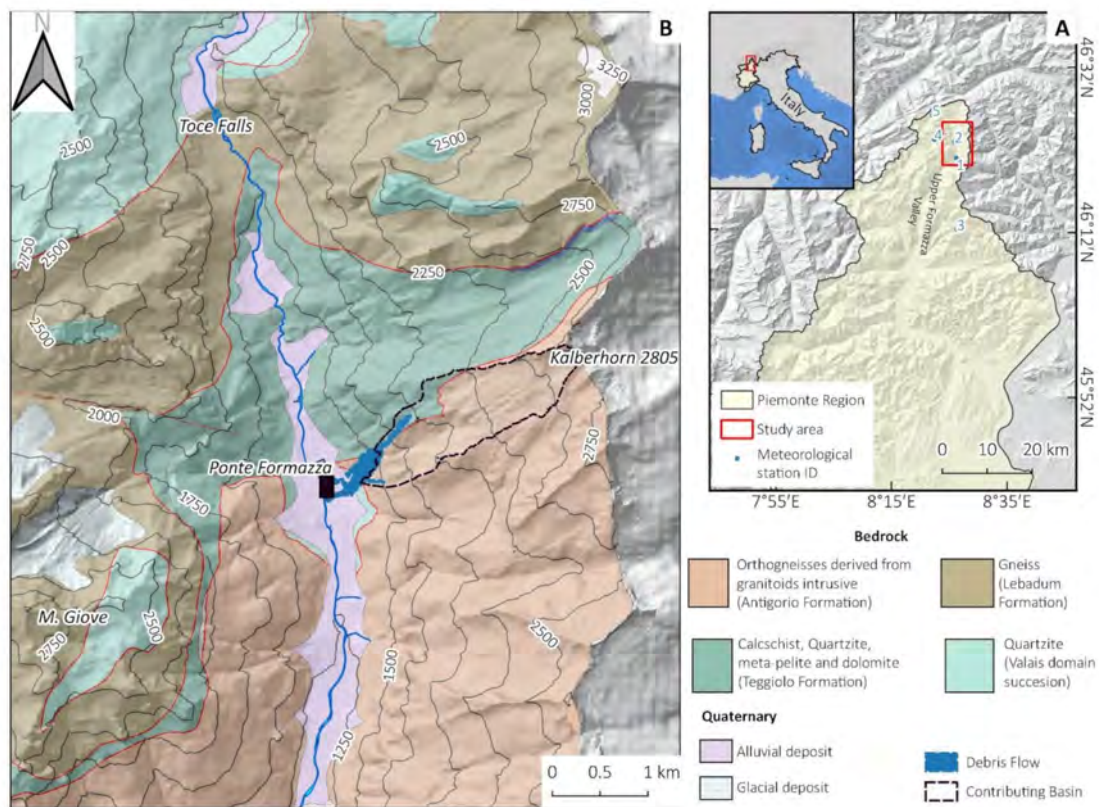 N
B
Toce Falls
2500
3250
3000
2500
2750
2750
2500
2250
2500
2500
Kalberhorn 2805
2000
2750
Ponte Formazza
1750
M. Giove
2500
2750
2500
1500
1250
0 0.5 1 km
A
Italy
46°32'N
46°12'N
45°52'N
5
4
2
1
3
Upper Formazza
Valley
Piemonte Region
Study area
Meteorological
station ID
0 10 20 km
7°55'E 8°15'E 8°35'E
Bedrock
Orthogneisses derived from
granitoids intrusive
(Antigorio Formation)
Gneiss
(Lebadum
Formation)
Calcschist, Quartzite,
meta-pelite and dolomite
(Teggiolo Formation)
Quartzite
(Valais domain
succesion)
Quaternary
Alluvial deposit
Glacial deposit
Debris Flow
Contributing Basin